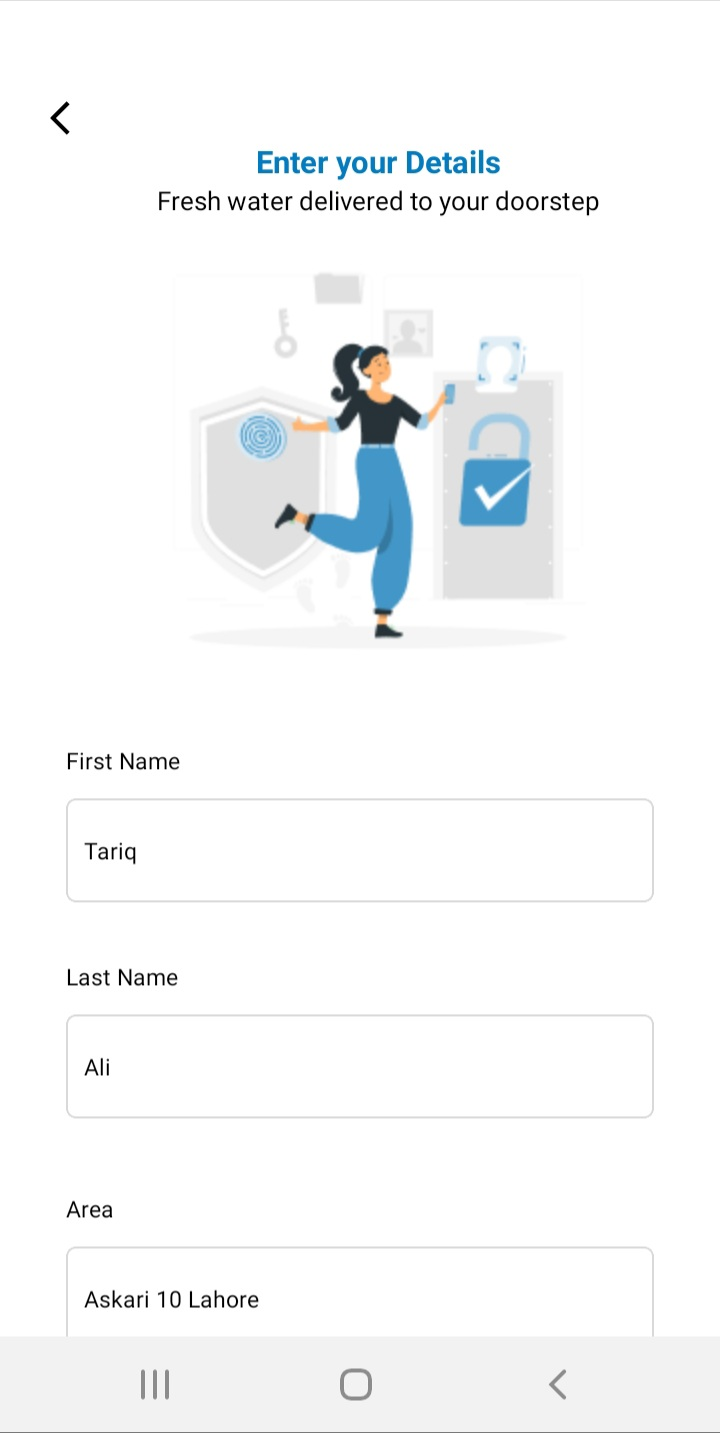 Enter your Details
Fresh water delivered to your doorstep
First Name
Tariq
Last Name
Ali
Area
Askari 10 Lahore